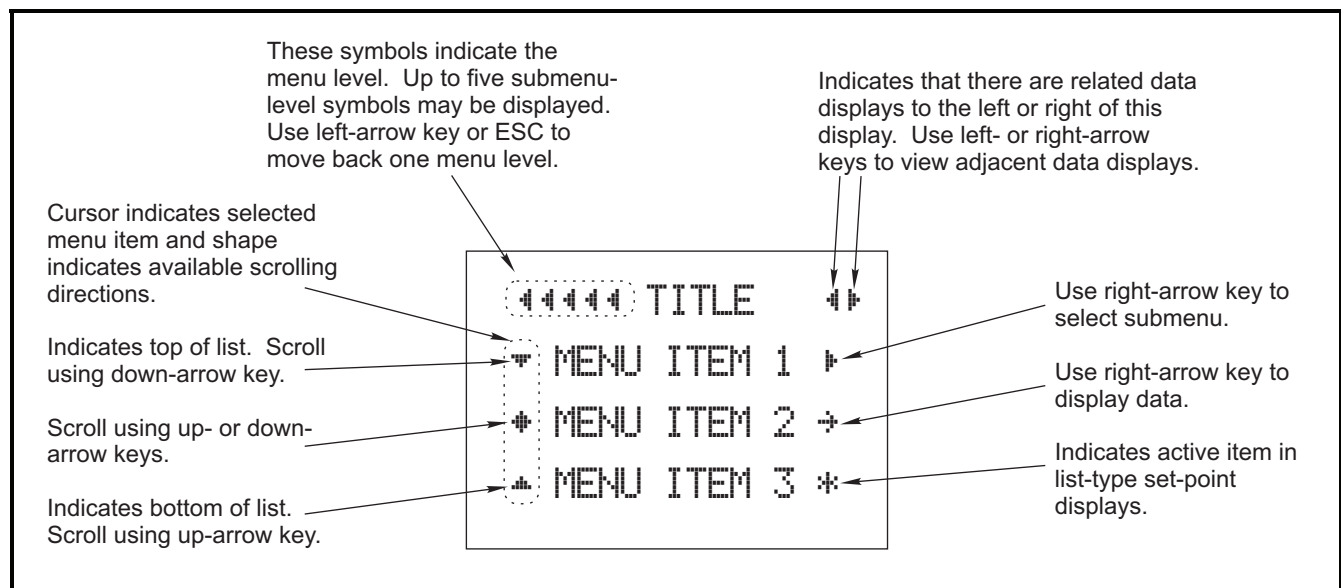 These symbols indicate the
menu level. Up to five submenu-
level symbols may be displayed.
Use left-arrow key or ESC to
move back one menu level.
Indicates that there are related data
displays to the left or right of this
display. Use left- or right-arrow
keys to view adjacent data displays.
Cursor indicates selected
menu item and shape
indicates available scrolling
directions.
Indicates top of list. Scroll
using down-arrow key.
Scroll using up- or down-
arrow keys.
Indicates bottom of list.
Scroll using up-arrow key.
TITLE
MENU ITEM 1
MENU ITEM 2
MENU ITEM 3 *
Use right-arrow key to
select submenu.
Use right-arrow key to
display data.
Indicates active item in
list-type set-point
displays.